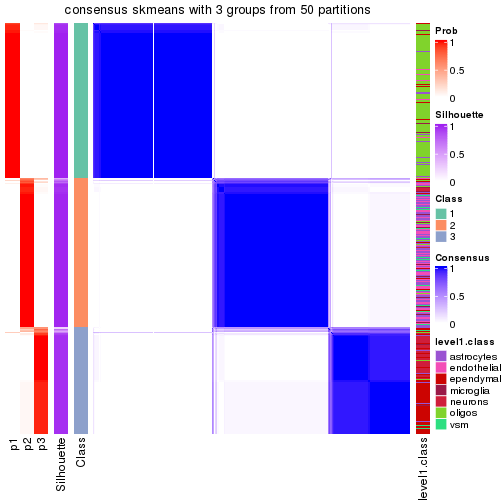 consensus skmeans with 3 groups from 50 partitions
Prob
1
0.5
0
Silhouette
1
0.5
0
Class
1
2
3
Consensus
1
0.5
0
level1.class
astrocytes
endothelial
ependymal
microglia
neurons
oligos
vsm
p1
p2
p3
Silhouette
Class
level1.class